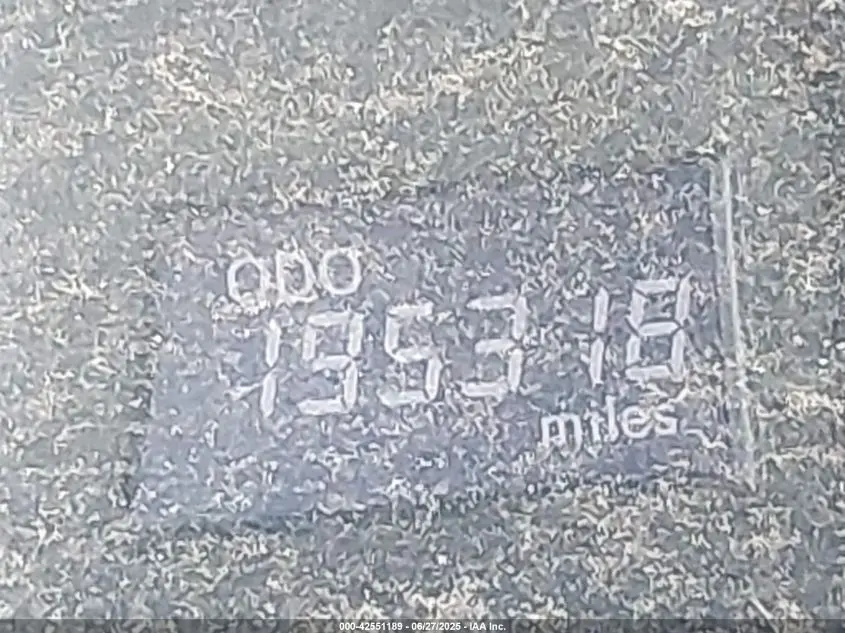 ODO
195318
miles
000-42551189 - 06/27/2025 - IAA Inc.